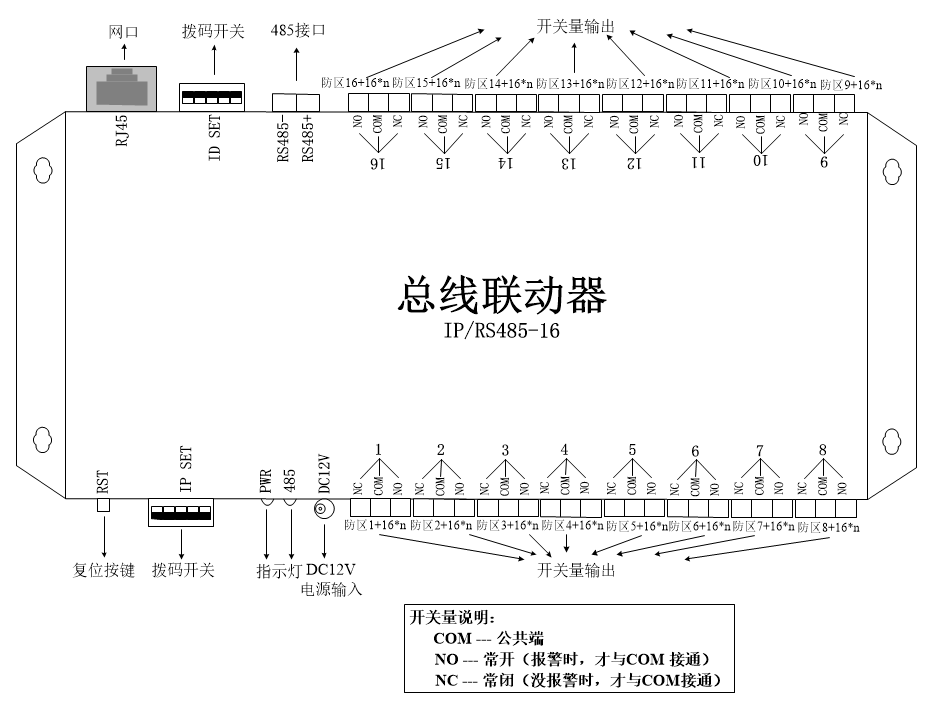 网口 拨码开关 485接口 开关量输出
防区16+16*n 防区15+16*n 防区14+16*n 防区13+16*n 防区12+16*n 防区11+16*n 防区10+16*n 防区9+16*n
RJ45 ID SET RS485- RS485+
NO COM NC NO COM NC NO COM NC NO COM NC NO COM NC NO COM NC NO COM NC NO COM NC
16 15 14 13 12 11 10 9
总线联动器
IP/RS485-16
1 2 3 4 5 6 7 8
RST IP SET PWR 485 DC12V
NC COM NO NC COM NO NC COM NO NC COM NO NC COM NO NC COM NO NC COM NO NC COM NO
防区1+16*n 防区2+16*n 防区3+16*n 防区4+16*n 防区5+16*n 防区6+16*n 防区7+16*n 防区8+16*n
复位按键 拨码开关 指示灯 DC12V 开关量输出
电源输入
开关量说明：
COM --- 公共端
NO --- 常开（报警时，才与COM 接通）
NC --- 常闭（没报警时，才与COM接通）